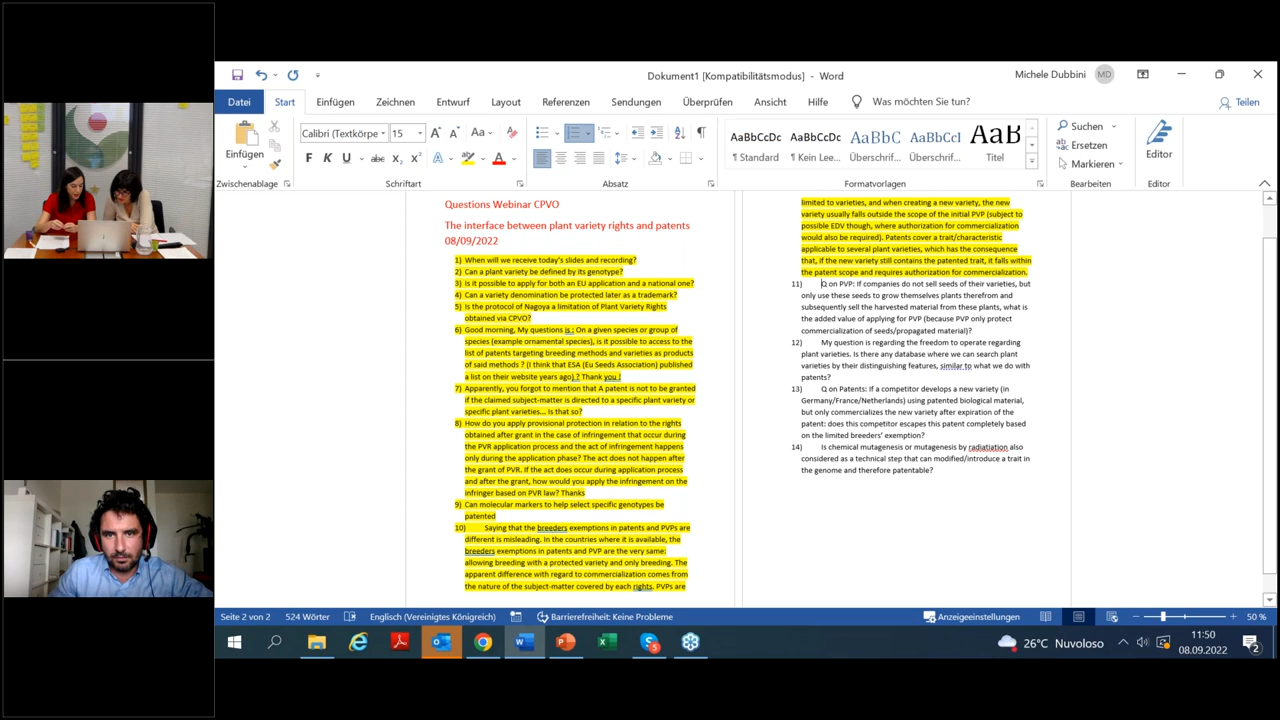 Dokument1 [Kompatibilitätsmodus] - Word
Michele Dubbini
MD
Datei
Start
Einfügen
Zeichnen
Entwurf
Layout
Referenzen
Sendungen
Überprüfen
Ansicht
Hilfe
Was möchten Sie tun?
Teilen
Einfügen
Calibri (Textkörpe
15
F K U abc x₂ x²
Aa
AaBbCcDc
¶ Standard
AaBbCcDc
¶ Kein Lee...
AaBbC
Überschrif...
AaBbCcI
Überschrif...
AaB
Titel
Suchen
Ersetzen
Markieren
Editor
Zwischenablage
Schriftart
Absatz
Formatvorlagen
Bearbeiten
Editor
Questions Webinar CPVO
The interface between plant variety rights and patents
08/09/2022
1) When will we receive today's slides and recording?
2) Can a plant variety be defined by its genotype?
3) Is it possible to apply for both an EU application and a national one?
4) Can a variety denomination be protected later as a trademark?
5) Is the protocol of Nagoya a limitation of Plant Variety Rights
obtained via CPVO?
6) Good morning, My questions is : On a given species or group of
species (example ornamental species), is it possible to access to the
list of patents targeting breeding methods and varieties as products
of said methods ? (I think that ESA (Eu Seeds Association) published
a list on their website years ago) ? Thank you !
7) Apparently, you forgot to mention that A patent is not to be granted
if the claimed subject-matter is directed to a specific plant variety or
specific plant varieties... Is that so?
8) How do you apply provisional protection in relation to the rights
obtained after grant in the case of infringement that occur during
the PVR application process and the act of infringement happens
only during the application phase? The act does not happen after
the grant of PVR. If the act does occur during application process
and after the grant, how would you apply the infringement on the
infringer based on PVR law? Thanks
9) Can molecular markers to help select specific genotypes be
patented
10) Saying that the breeders exemptions in patents and PVPs are
different is misleading. In the countries where it is available, the
breeders exemptions in patents and PVP are the very same:
allowing breeding with a protected variety and only breeding. The
apparent difference with regard to commercialization comes from
the nature of the subject-matter covered by each rights. PVPs are
limited to varieties, and when creating a new variety, the new
variety usually falls outside the scope of the initial PVP (subject to
possible EDV though, where authorization for commercialization
would also be required). Patents cover a trait/characteristic
applicable to several plant varieties, which has the consequence
that, if the new variety still contains the patented trait, it falls within
the patent scope and requires authorization for commercialization.
11) Q on PVP: If companies do not sell seeds of their varieties, but
only use these seeds to grow themselves plants therefrom and
subsequently sell the harvested material from these plants, what is
the added value of applying for PVP (because PVP only protect
commercialization of seeds/propagated material)?
12) My question is regarding the freedom to operate regarding
plant varieties. Is there any database where we can search plant
varieties by their distinguishing features, similar to what we do with
patents?
13) Q on Patents: If a competitor develops a new variety (in
Germany/France/Netherlands) using patented biological material,
but only commercializes the new variety after expiration of the
patent: does this competitor escapes this patent completely based
on the limited breeders' exemption?
14) Is chemical mutagenesis or mutagenesis by radiatiation also
considered as a technical step that can modified/introduce a trait in
the genome and therefore patentable?
Seite 2 von 2
524 Wörter
Englisch (Vereinigtes Königreich)
Barrierefreiheit: Keine Probleme
Anzeigeeinstellungen
50 %
26°C Nuvoloso
11:50
08.09.2022
2
5